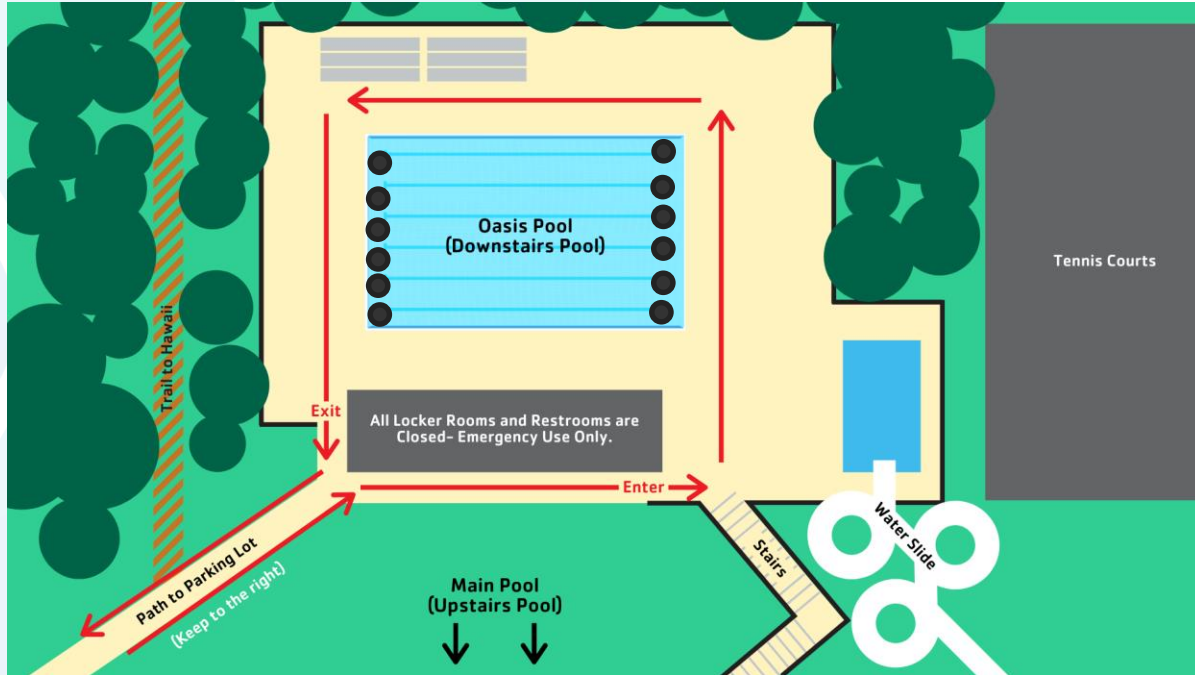 Oasis Pool
(Downstairs Pool)
Tennis Courts
Trail to Hawaii
Exit
All Locker Rooms and Restrooms are
Closed- Emergency Use Only.
Enter
Water Slide
Stairs
Path to Parking Lot
(Keep to the right)
Main Pool
(Upstairs Pool)